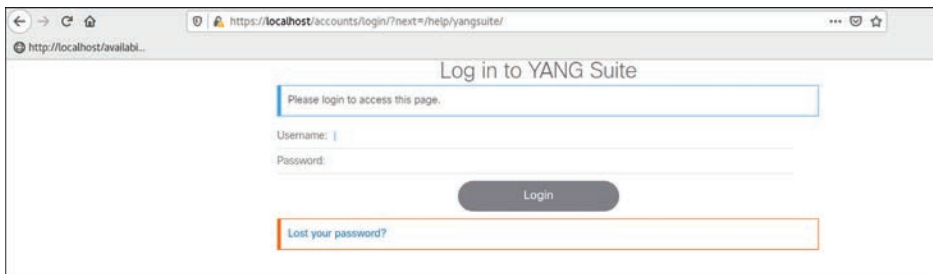 https://localhost/accounts/login/?next=/help/yangsuite/
http://localhost/availabi...
Log in to YANG Suite
Please login to access this page.
Username:
Password:
Login
Lost your password?